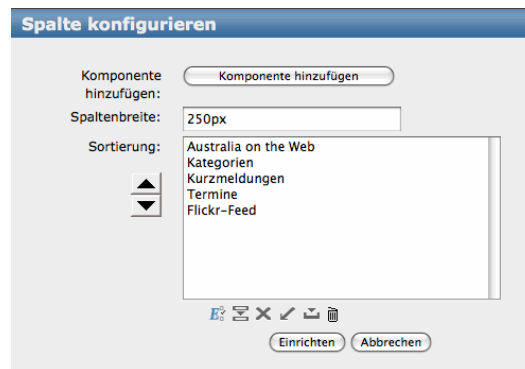 Spalte konfigurieren
Komponente hinzufügen:
Komponente hinzufügen
Spaltenbreite:
250px
Sortierung:
Australia on the Web
Kategorien
Kurzmeldungen
Termine
Flickr-Feed
Einrichten
Abbrechen